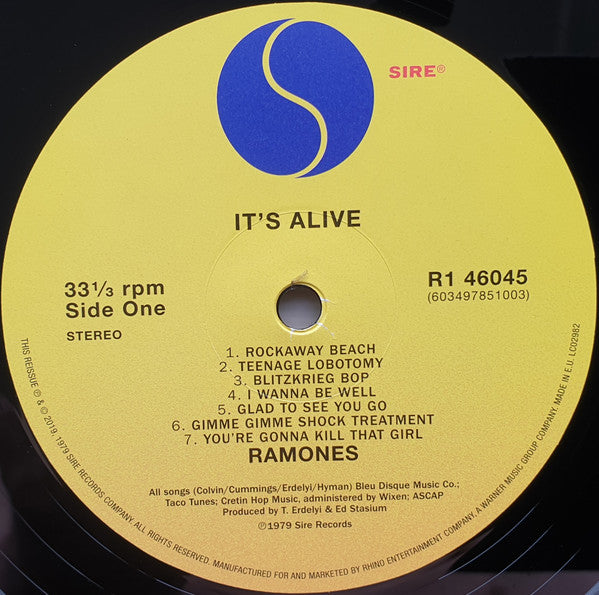 SIRE®
IT'S ALIVE
33⅓ rpm
Side One
STEREO
R1 46045
(603497851003)
1. ROCKAWAY BEACH
2. TEENAGE LOBOTOMY
3. BLITZKRIEG BOP
4. I WANNA BE WELL
5. GLAD TO SEE YOU GO
6. GIMME GIMME SHOCK TREATMENT
7. YOU'RE GONNA KILL THAT GIRL
RAMONES
All songs (Colvin/Cummings/Erdelyi/Hyman) Bleu Disque Music Co.;
Taco Tunes; Cretin Hop Music, administered by Wixen; ASCAP
Produced by T. Erdelyi & Ed Stasium
℗1979 Sire Records
THIS REISSUE ℗ & © 2019, 1979 SIRE RECORDS COMPANY. ALL RIGHTS RESERVED. MANUFACTURED FOR AND MARKETED BY RHINO ENTERTAINMENT COMPANY, A WARNER MUSIC GROUP COMPANY. MADE IN E.U. LC02982